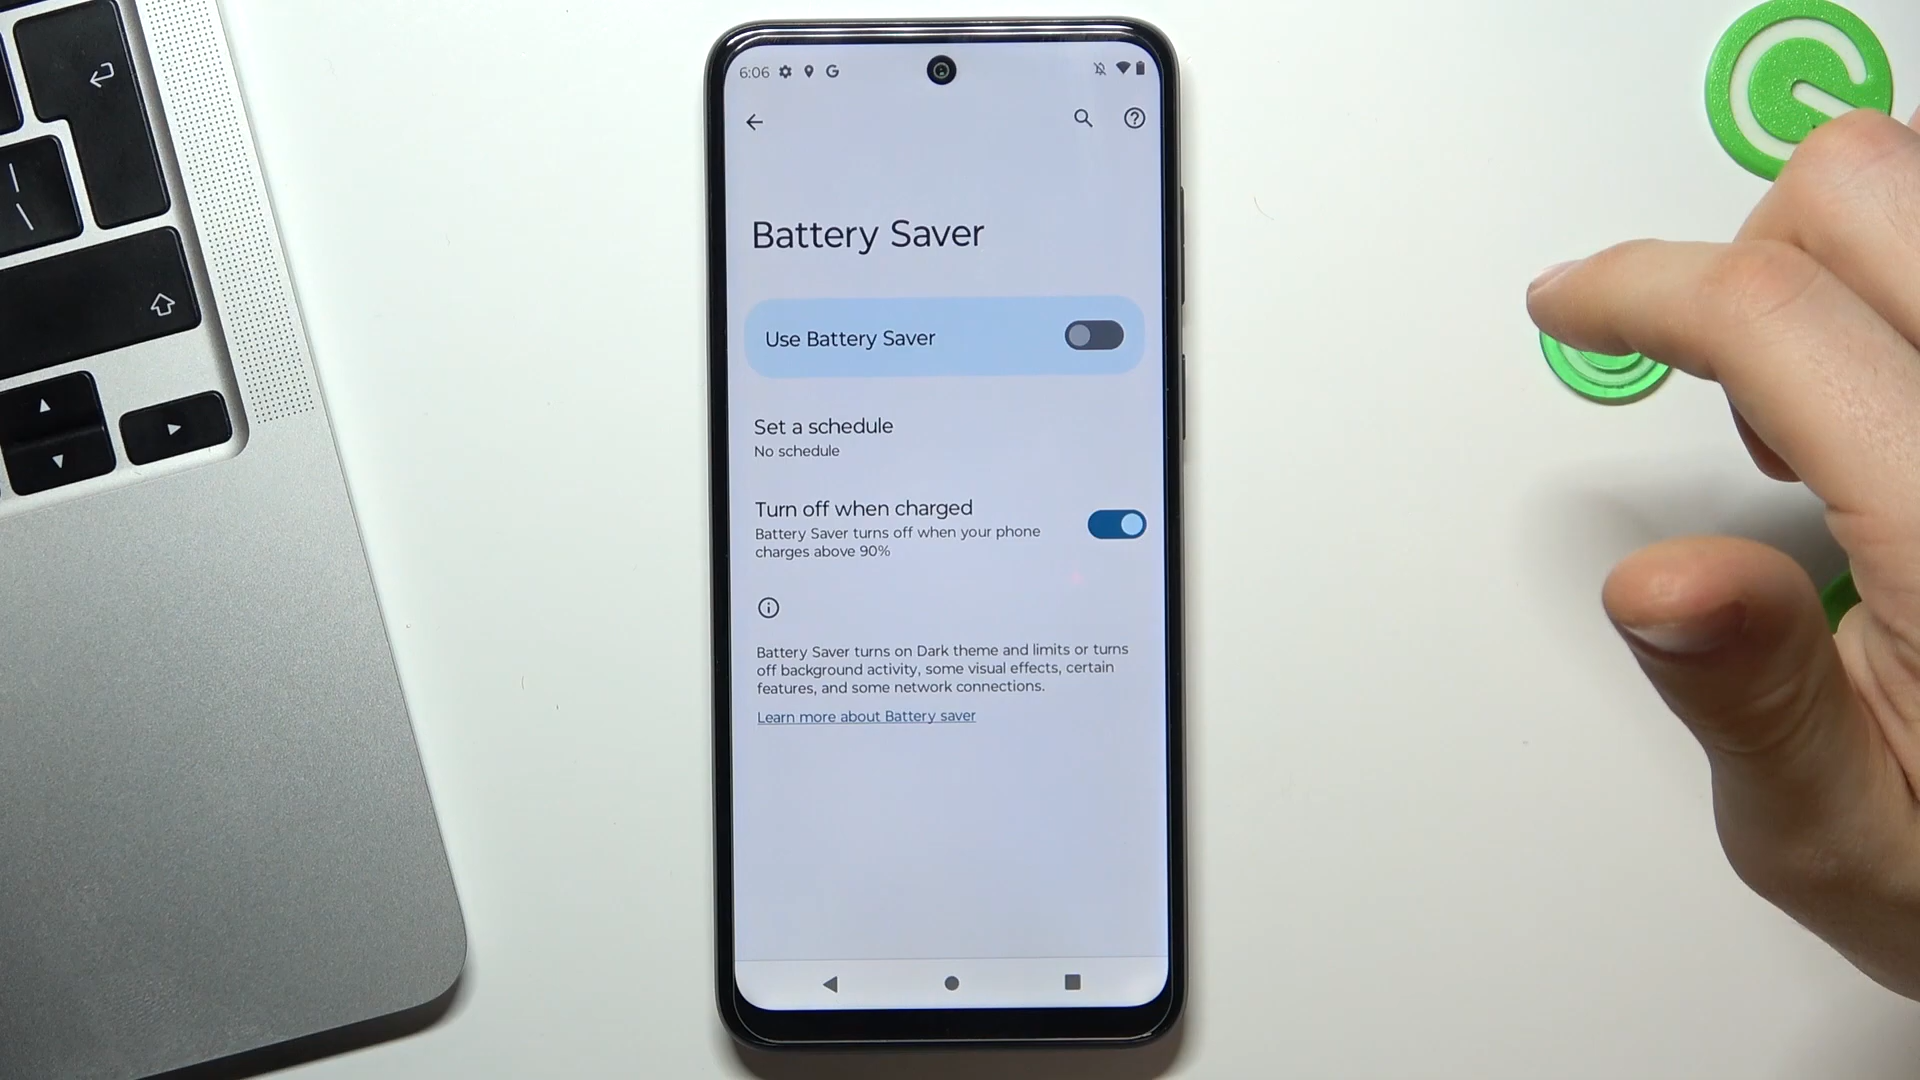 6:06 G
Battery Saver
Use Battery Saver
Set a schedule
No schedule
Turn off when charged
Battery Saver turns off when your phone
charges above 90%
Battery Saver turns on Dark theme and limits or turns
off background activity, some visual effects, certain
features, and some network connections.
Learn more about Battery saver